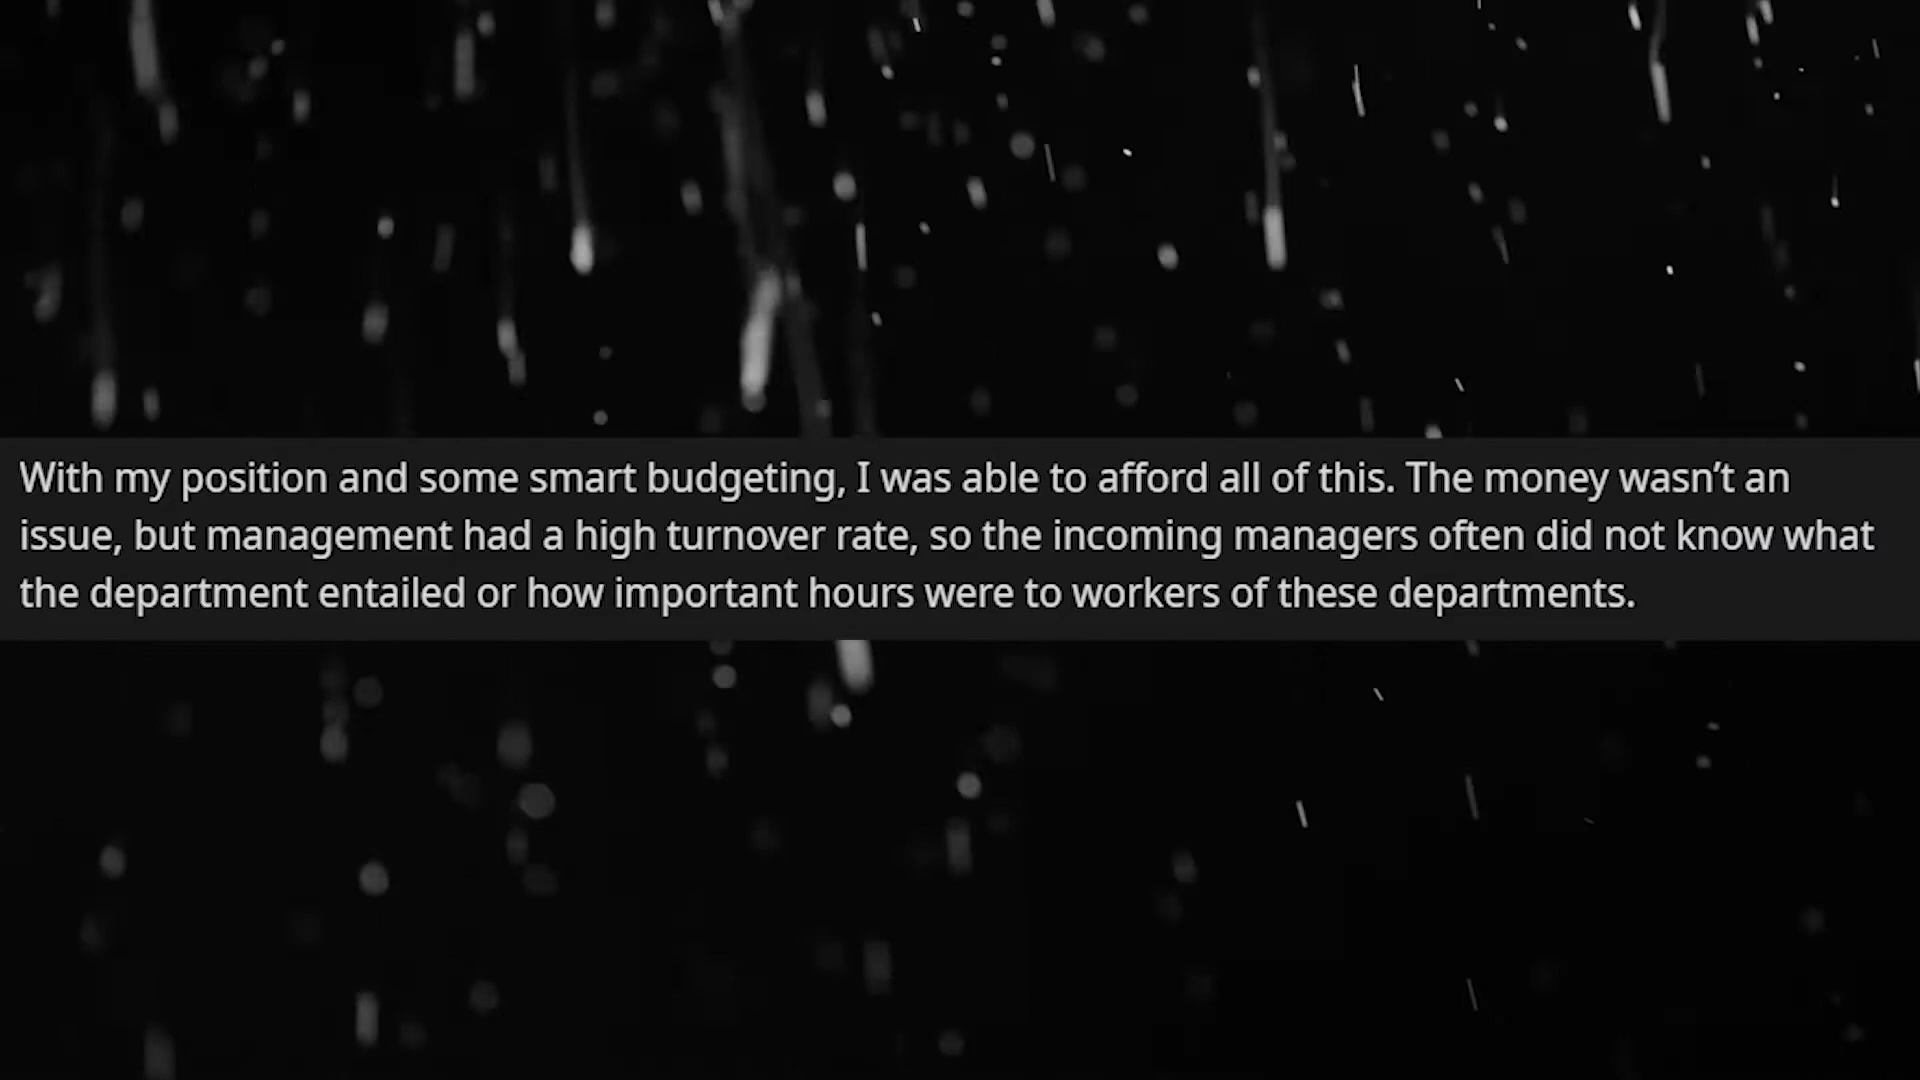 With my position and some smart budgeting, I was able to afford all of this. The money wasn’t an
issue, but management had a high turnover rate, so the incoming managers often did not know what
the department entailed or how important hours were to workers of these departments.